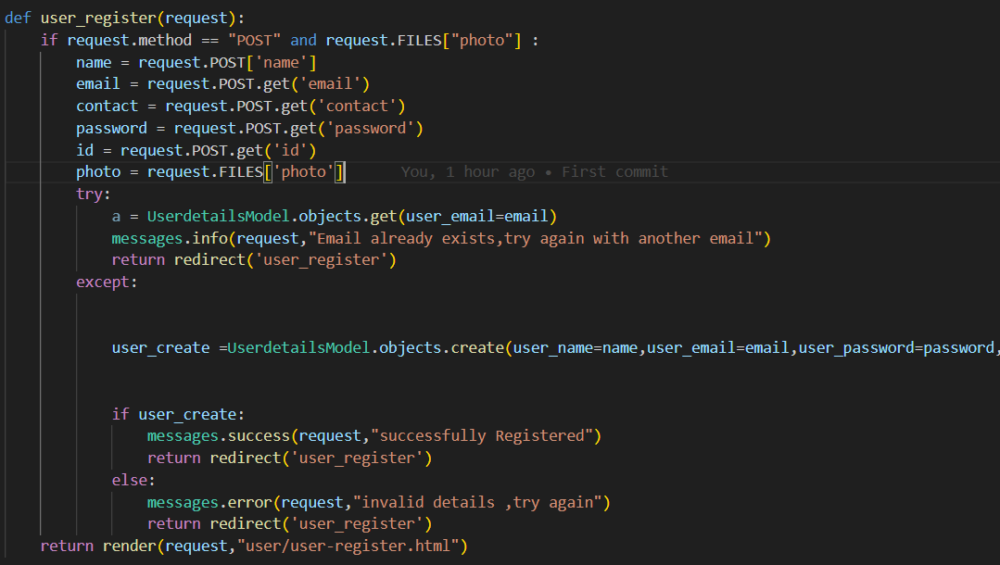 def user_register(request):
    if request.method == "POST" and request.FILES["photo"] :
        name = request.POST['name']
        email = request.POST.get('email')
        contact = request.POST.get('contact')
        password = request.POST.get('password')
        id = request.POST.get('id')
        photo = request.FILES['photo']      You, 1 hour ago • First commit
        try:
            a = UserdetailsModel.objects.get(user_email=email)
            messages.info(request,"Email already exists,try again with another email")
            return redirect('user_register')
        except:
            user_create =UserdetailsModel.objects.create(user_name=name,user_email=email,user_password=password,
            if user_create:
                messages.success(request,"successfully Registered")
                return redirect('user_register')
            else:
                messages.error(request,"invalid details ,try again")
                return redirect('user_register')
    return render(request,"user/user-register.html")